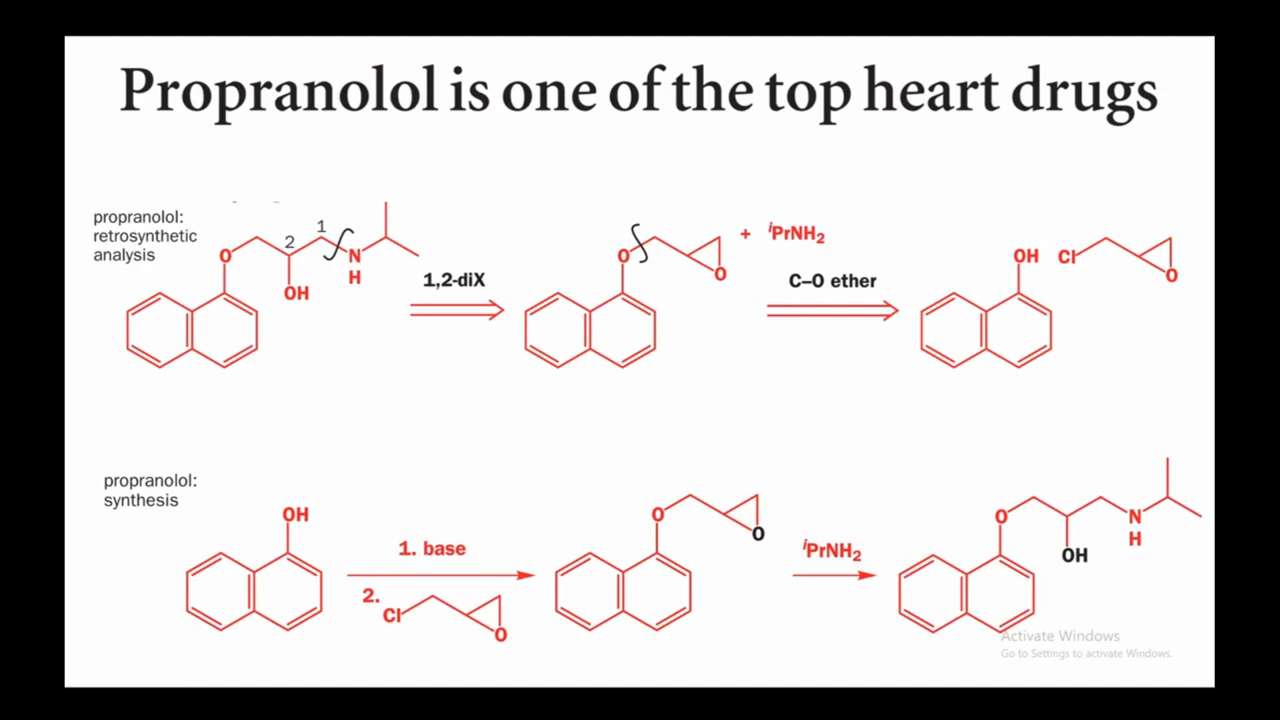 Propranolol is one of the top heart drugs
propranolol:
retrosynthetic
analysis
1
2
O
N
H
OH
1,2-diX
O
O
+ iPrNH2
C–O ether
OH
Cl
O
propranolol:
synthesis
OH
1. base
2.
Cl
O
O
O
iPrNH2
O
N
H
OH
Activate Windows
Go to Settings to activate Windows.